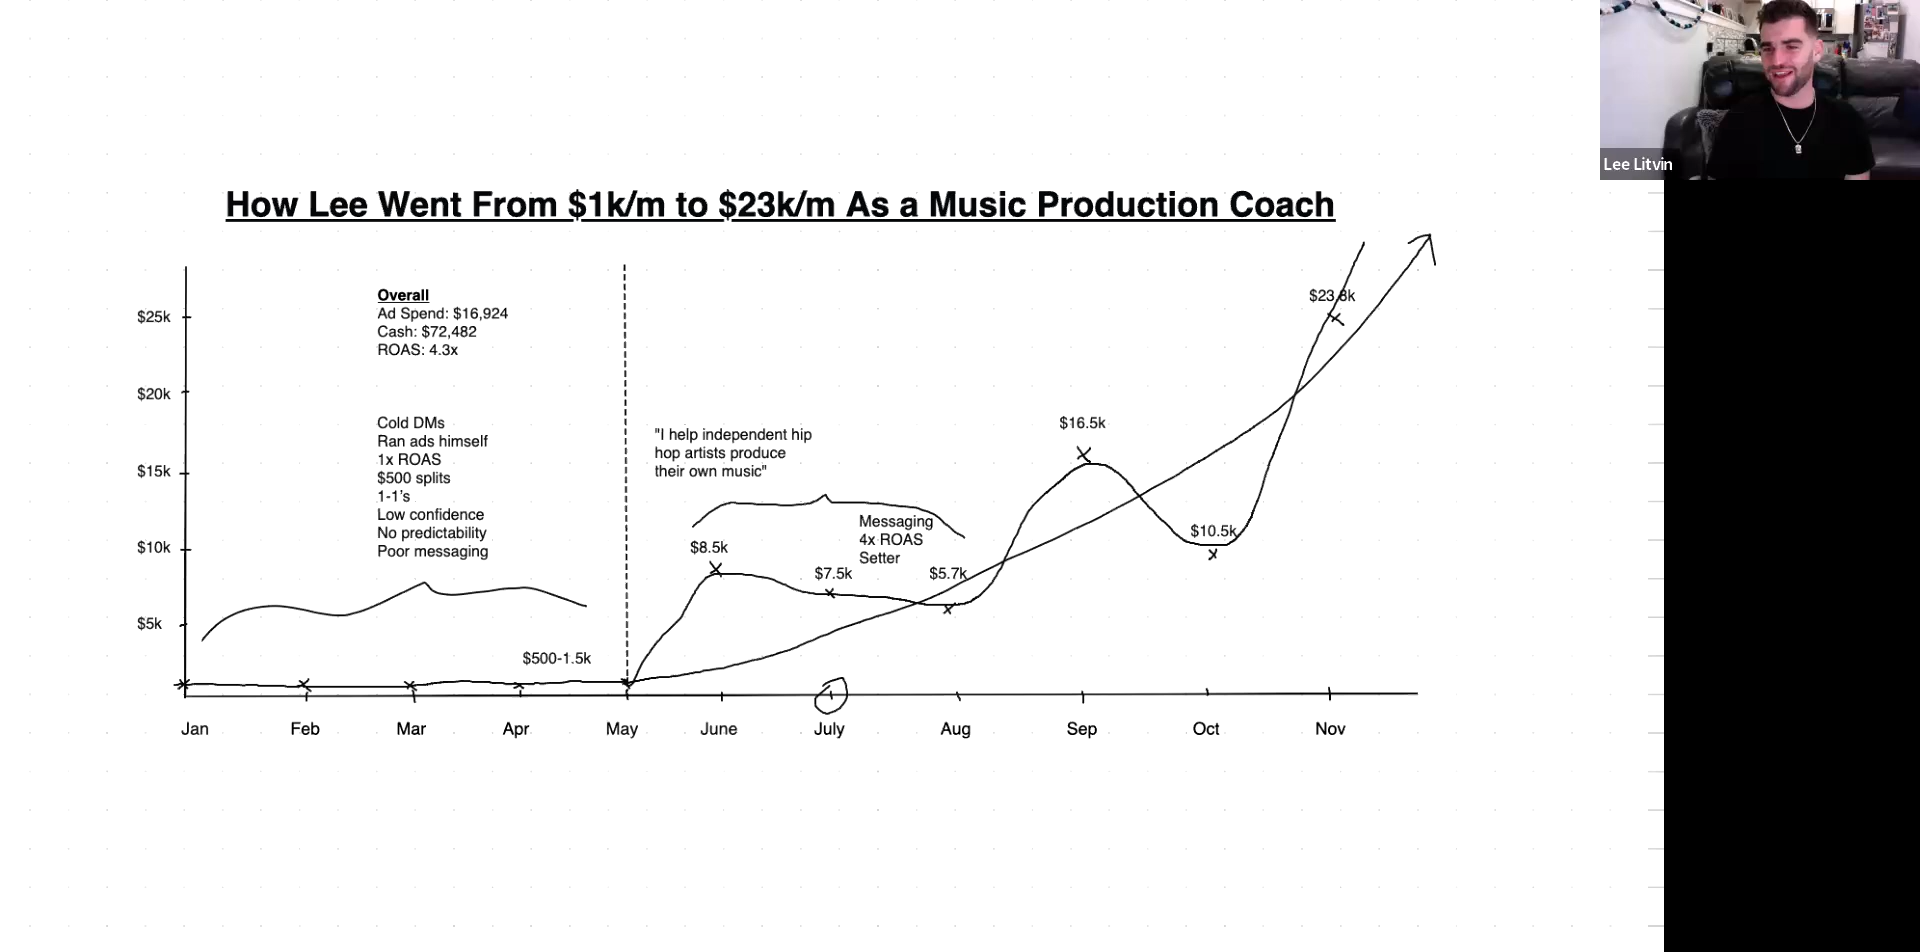 Lee Litvin
How Lee Went From $1k/m to $23k/m As a Music Production Coach
$25k
$20k
$15k
$10k
$5k
Overall
Ad Spend: $16,924
Cash: $72,482
ROAS: 4.3x
Cold DMs
Ran ads himself
1x ROAS
$500 splits
1-1's
Low confidence
No predictability
Poor messaging
$500-1.5k
"I help independent hip
hop artists produce
their own music"
Messaging
4x ROAS
Setter
$8.5k
$7.5k
$5.7k
$16.5k
$10.5k
$23.8k
Jan Feb Mar Apr May June July Aug Sep Oct Nov